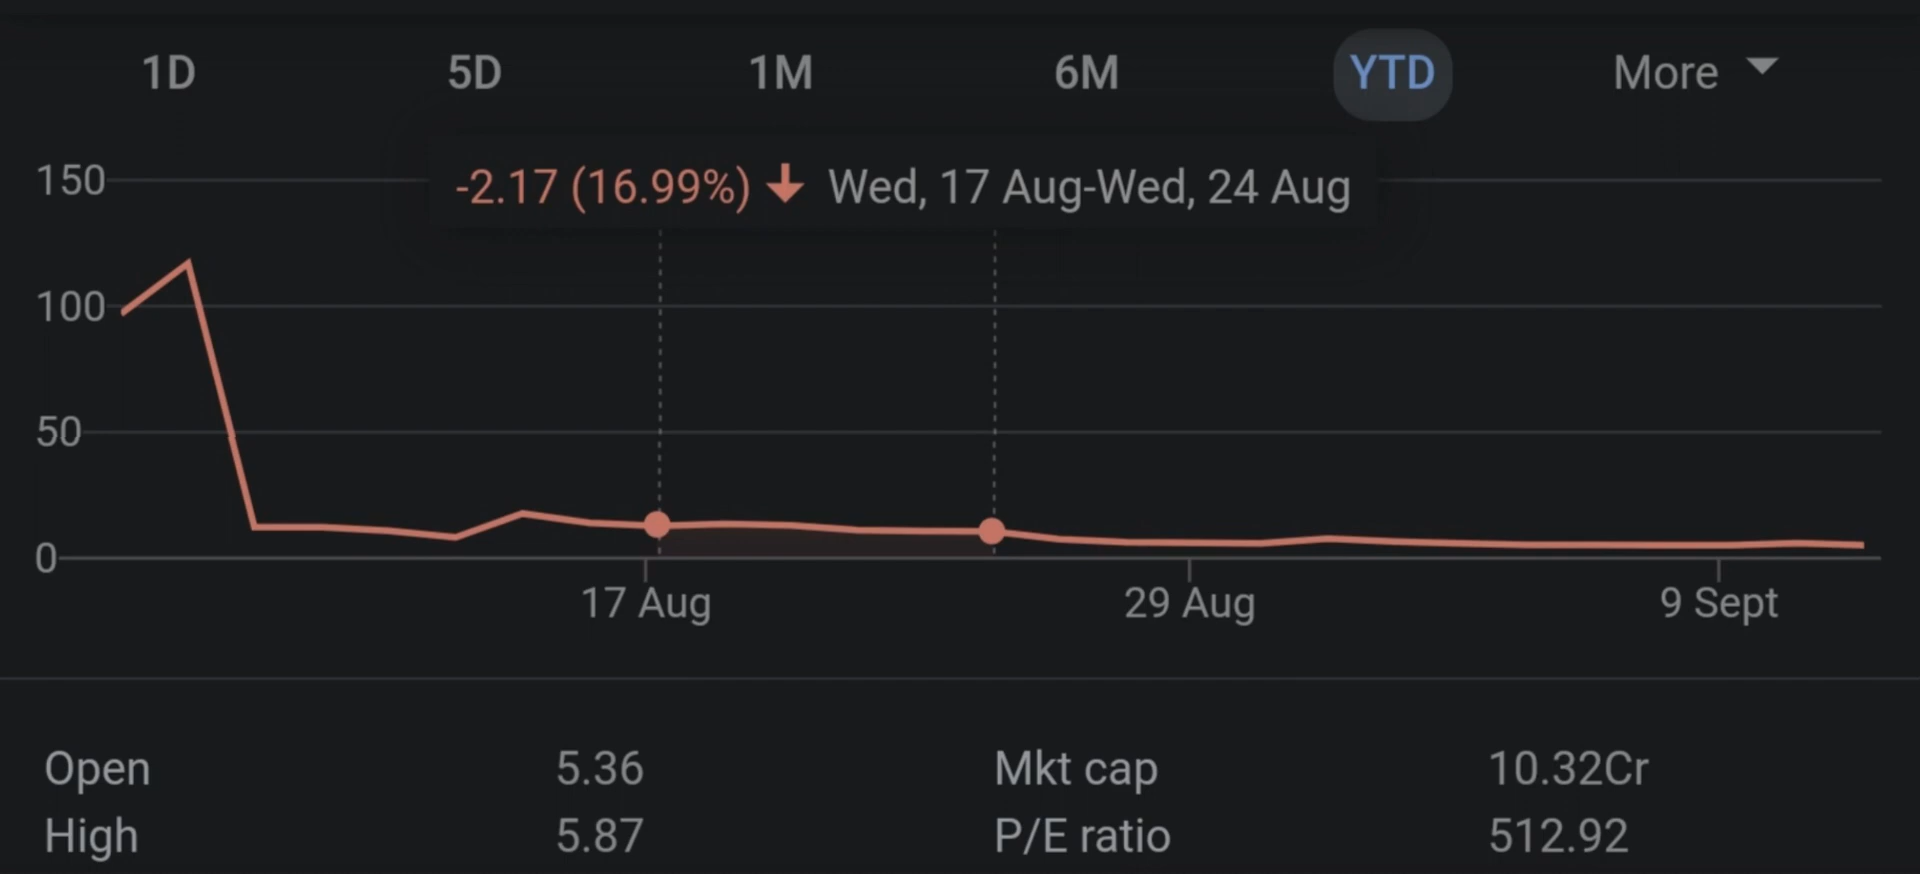 1D 5D 1M 6M YTD More
-2.17 (16.99%) Wed, 17 Aug-Wed, 24 Aug
150
100
50
0
17 Aug 29 Aug 9 Sept
Open 5.36 Mkt cap 10.32Cr
High 5.87 P/E ratio 512.92